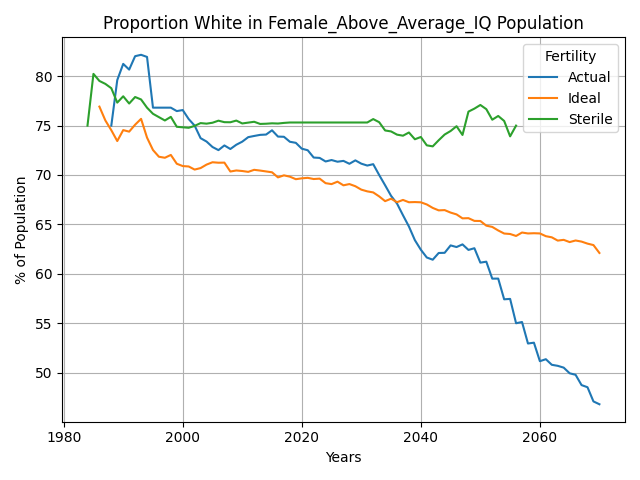 Proportion White in Female_Above_Average_IQ Population
% of Population
80
75
70
65
60
55
50
1980
2000
2020
2040
2060
Years
Fertility
Actual
Ideal
Sterile